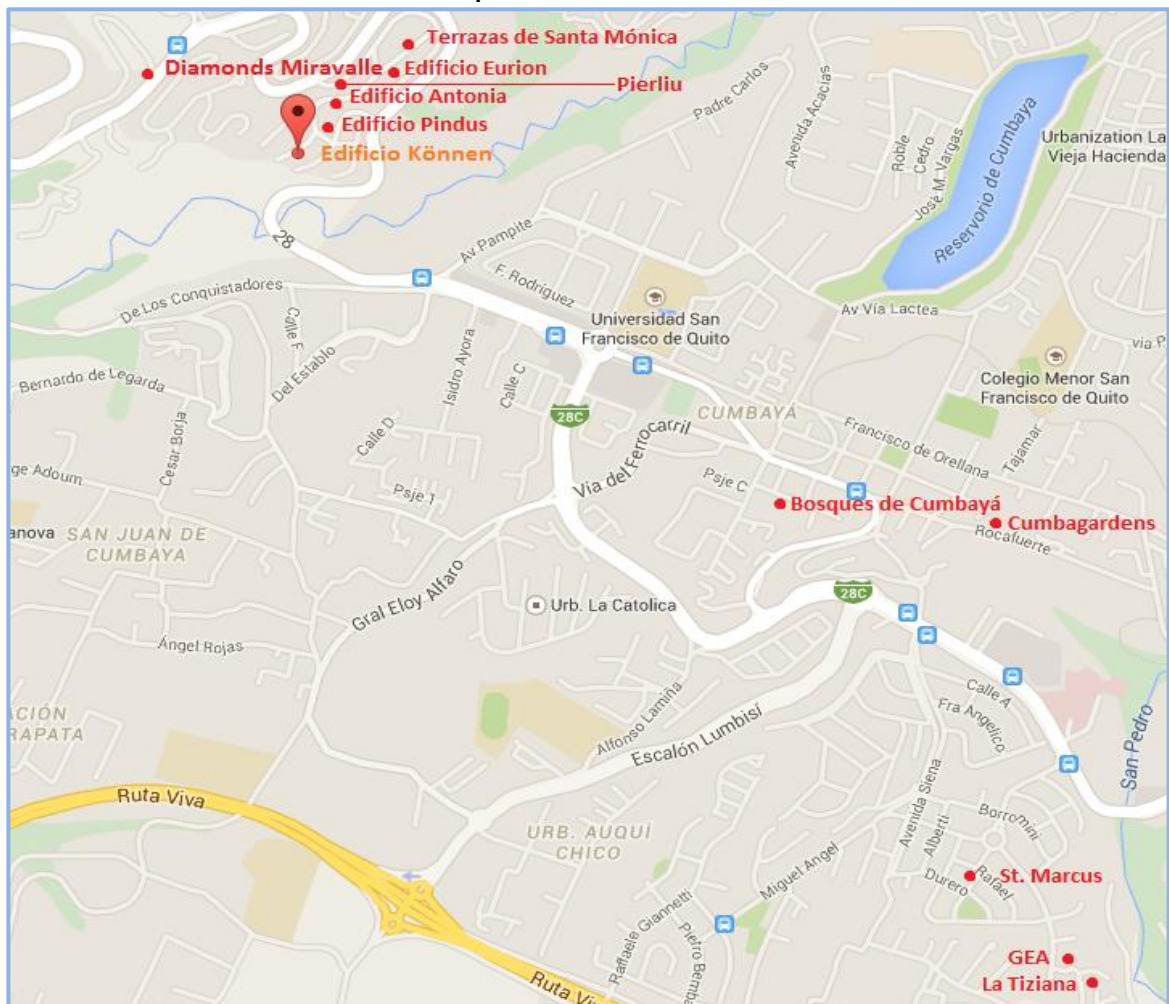 Terrazas de Santa Mónica
Diamonds Miravalle
Edificio Eurion
Pierliu
Edificio Antonia
Edificio Pindus
Edificio Können
Padre Carlos
Avenida Acacias
Roble
Cedro
José M. Vargas
Reservorio de Cumbaya
Urbanization La
Vieja Hacienda
28
Av Pampite
F. Rodriguez
De Los Conquistadores
Calle F
Universidad San
Francisco de Quito
Av Vía Lactea
via P
Colegio Menor San
Francisco de Quito
Bernardo de Legarda
Del Establo
Isidro Ayora
Calle C
28C
CUMBAYÁ
Francisco de Orellana
Tajamar
Cesar Borja
Calle D
Vía del Ferrocarril
Psje C
ge Adoum
Psje 1
Bosques de Cumbayá
Cumbagardens
Rocafuerte
anova
SAN JUAN DE
CUMBAYA
Gral Eloy Alfaro
Urb. La Catolica
28C
Ángel Rojas
ACIÓN
RAPATA
Alfonso Lamiña
Escalón Lumbisí
Calle A
Fra Angelico
San Pedro
Ruta Viva
URB. AUQUI
CHICO
Avenida Siena
Alberti
Borromini
Miguel Angel
Durero
Rafael
St. Marcus
Raffaele Giannetti
Pietro Bemba
GEA
La Tiziana
Ruta Viva